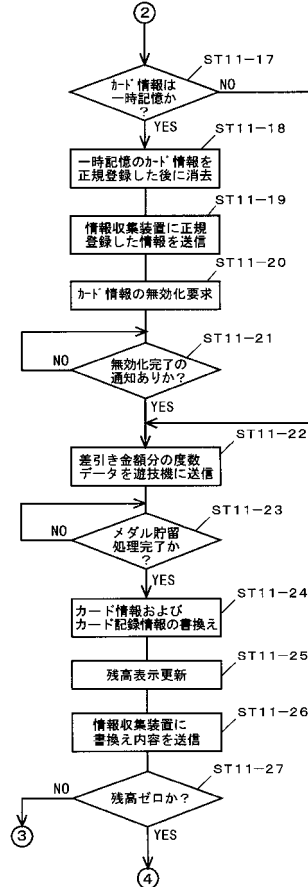 ②
ST11-17
カード情報は
一時記憶か
?
NO
YES
ST11-18
一時記憶のカード情報を
正規登録した後に消去
ST11-19
情報収集装置に正規
登録した情報を送信
ST11-20
カード情報の無効化要求
ST11-21
無効化完了の
通知ありか?
NO
YES
ST11-22
差引き金額分の度数
データを遊技機に送信
ST11-23
メダル貯留
処理完了か
?
NO
YES
ST11-24
カード情報および
カード記録情報の書換え
ST11-25
残高表示更新
ST11-26
情報収集装置に
書換え内容を送信
ST11-27
残高ゼロか?
NO
YES
③
④